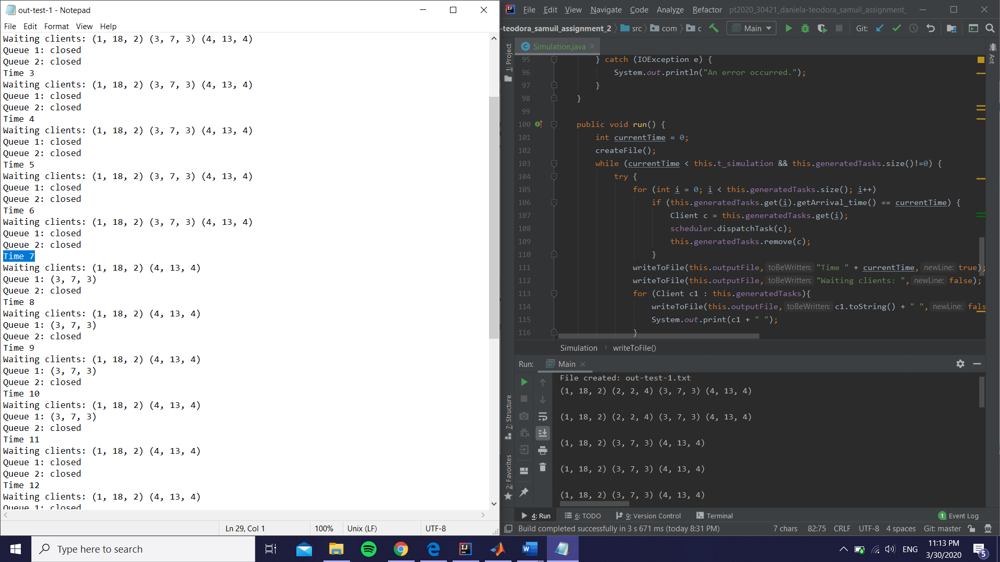 out-test-1 - Notepad
File Edit Format View Help
Waiting clients: (1, 18, 2) (3, 7, 3) (4, 13, 4)
Queue 1: closed
Queue 2: closed
Time 3
Waiting clients: (1, 18, 2) (3, 7, 3) (4, 13, 4)
Queue 1: closed
Queue 2: closed
Time 4
Waiting clients: (1, 18, 2) (3, 7, 3) (4, 13, 4)
Queue 1: closed
Queue 2: closed
Time 5
Waiting clients: (1, 18, 2) (3, 7, 3) (4, 13, 4)
Queue 1: closed
Queue 2: closed
Time 6
Waiting clients: (1, 18, 2) (3, 7, 3) (4, 13, 4)
Queue 1: closed
Queue 2: closed
Time 7
Waiting clients: (1, 18, 2) (4, 13, 4)
Queue 1: (3, 7, 3)
Queue 2: closed
Time 8
Waiting clients: (1, 18, 2) (4, 13, 4)
Queue 1: (3, 7, 3)
Queue 2: closed
Time 9
Waiting clients: (1, 18, 2) (4, 13, 4)
Queue 1: (3, 7, 3)
Queue 2: closed
Time 10
Waiting clients: (1, 18, 2) (4, 13, 4)
Queue 1: (3, 7, 3)
Queue 2: closed
Time 11
Waiting clients: (1, 18, 2) (4, 13, 4)
Queue 1: closed
Queue 2: closed
Time 12
Waiting clients: (1, 18, 2) (4, 13, 4)
Queue 1: closed
Ln 29, Col 1 100% Unix (LF) UTF-8
File Edit View Navigate Code Analyze Refactor pt2020_30421_daniela-teodora_samuil_assignment_
-teodora_samuil_assignment_2 src com c Main Git:
1: Project
Simulation.java
Ant
95 } catch (IOException e) {
96 System.out.println("An error occurred.");
97 }
98 }
99
100 public void run() {
101 int currentTime = 0;
102 createFile();
103 while (currentTime < this.t_simulation && this.generatedTasks.size()!=0) {
104 try {
105 for (int i = 0; i < this.generatedTasks.size(); i++)
106 if (this.generatedTasks.get(i).getArrival_time() == currentTime) {
107 Client c = this.generatedTasks.get(i);
108 scheduler.dispatchTask(c);
109 this.generatedTasks.remove(c);
110 }
111 writeToFile(this.outputFile, toBeWritten: "Time " + currentTime, newLine: true);
112 writeToFile(this.outputFile, toBeWritten: "Waiting clients: ", newLine: false);
113 for (Client c1 : this.generatedTasks){
114 writeToFile(this.outputFile, toBeWritten: c1.toString() + " ", newLine: fals
115 System.out.print(c1 + " ");
116 }
Simulation writeToFile()
Run: Main
File created: out-test-1.txt
(1, 18, 2) (2, 2, 4) (3, 7, 3) (4, 13, 4)
(1, 18, 2) (2, 2, 4) (3, 7, 3) (4, 13, 4)
(1, 18, 2) (3, 7, 3) (4, 13, 4)
(1, 18, 2) (3, 7, 3) (4, 13, 4)
(1, 18, 2) (3, 7, 3) (4, 13, 4)
Z: Structure
2: Favorites
4: Run 6: TODO 9: Version Control Terminal 1 Event Log
Build completed successfully in 3 s 671 ms (today 8:31 PM) 7 chars 82:75 CRLF UTF-8 4 spaces Git: master
Type here to search
W
ENG
11:13 PM
3/30/2020
5